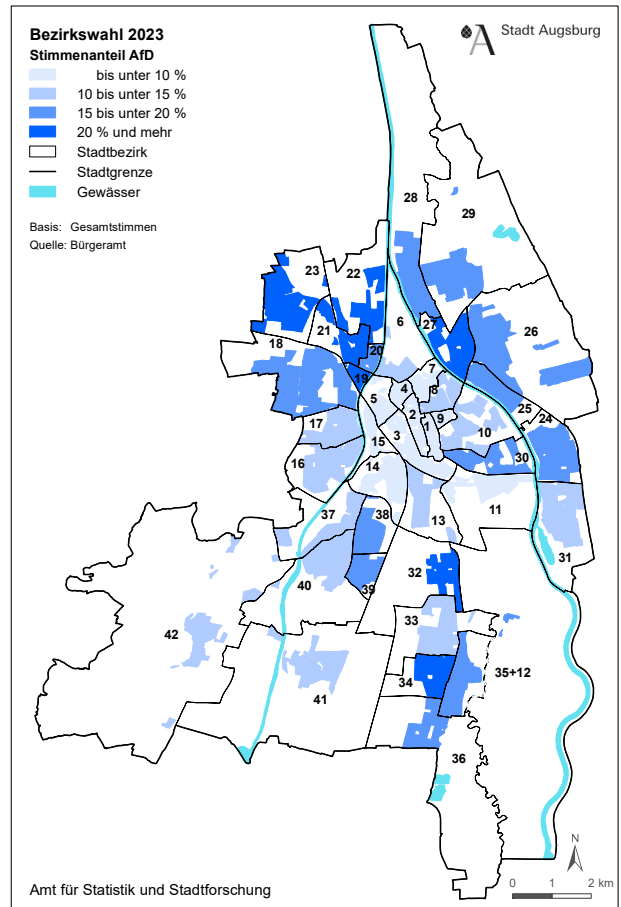 Bezirkswahl 2023
Stimmenanteil AfD
bis unter 10 %
10 bis unter 15 %
15 bis unter 20 %
20 % und mehr
Stadtbezirk
Stadtgrenze
Gewässer
Basis: Gesamtstimmen
Quelle: Bürgeramt
Stadt Augsburg
28
29
23
22
6
27
26
21
18
20
19
7
4
8
5
2
25
24
17
9
1
10
3
15
30
16
14
11
37
38
13
31
32
40
39
33
42
34
35+12
41
36
N
0 1 2 km
Amt für Statistik und Stadtforschung